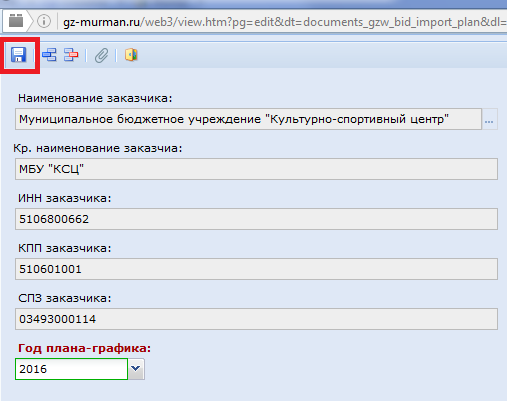 gz-murman.ru/web3/view.htm?pg=edit&dt=documents_gzw_bid_import_plan&dl=
Наименование заказчика:
Муниципальное бюджетное учреждение "Культурно-спортивный центр"
...
Кр. наименование заказчиа:
МБУ "КСЦ"
ИНН заказчика:
5106800662
КПП заказчика:
510601001
СПЗ заказчика:
03493000114
Год плана-графика:
2016